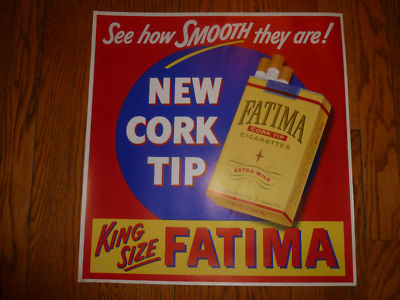 See how SMOOTH they are!
NEW
CORK
TIP
FATIMA
CORK TIP
CIGARETTES
EXTRA MILD
KING
SIZE
FATIMA